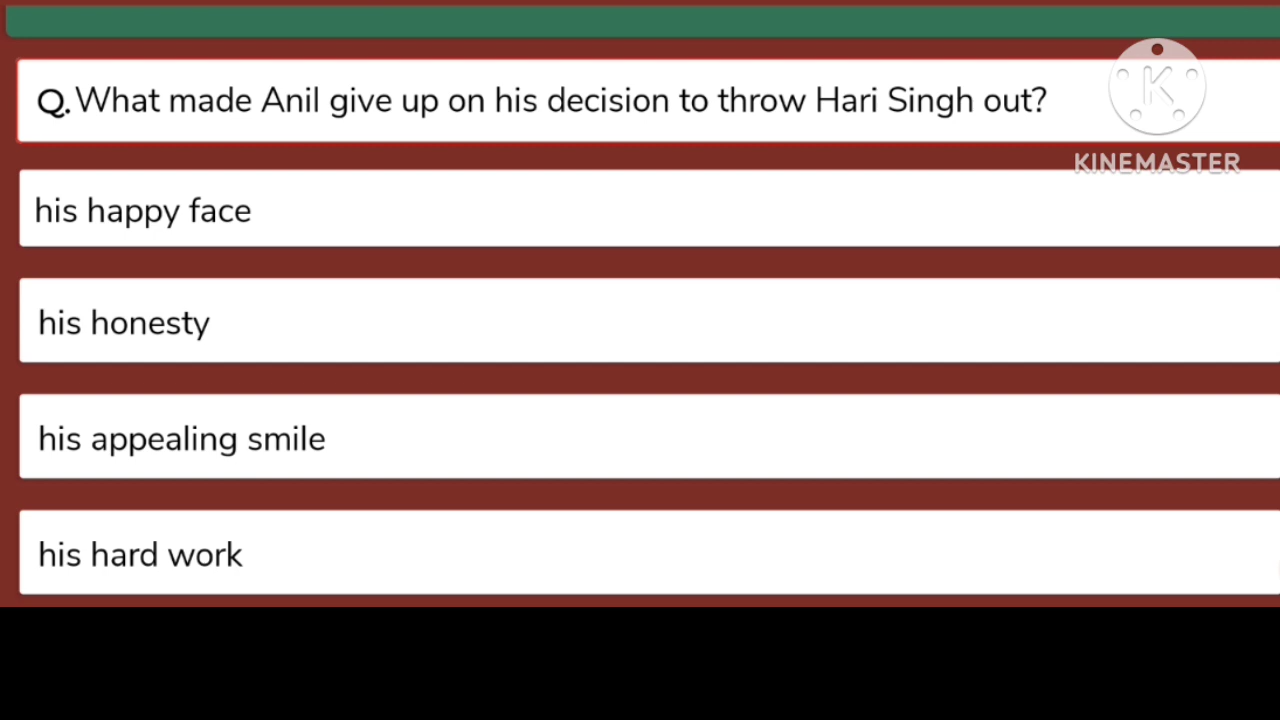 Q.What made Anil give up on his decision to throw Hari Singh out?
K
KINEMASTER
his happy face
his honesty
his appealing smile
his hard work